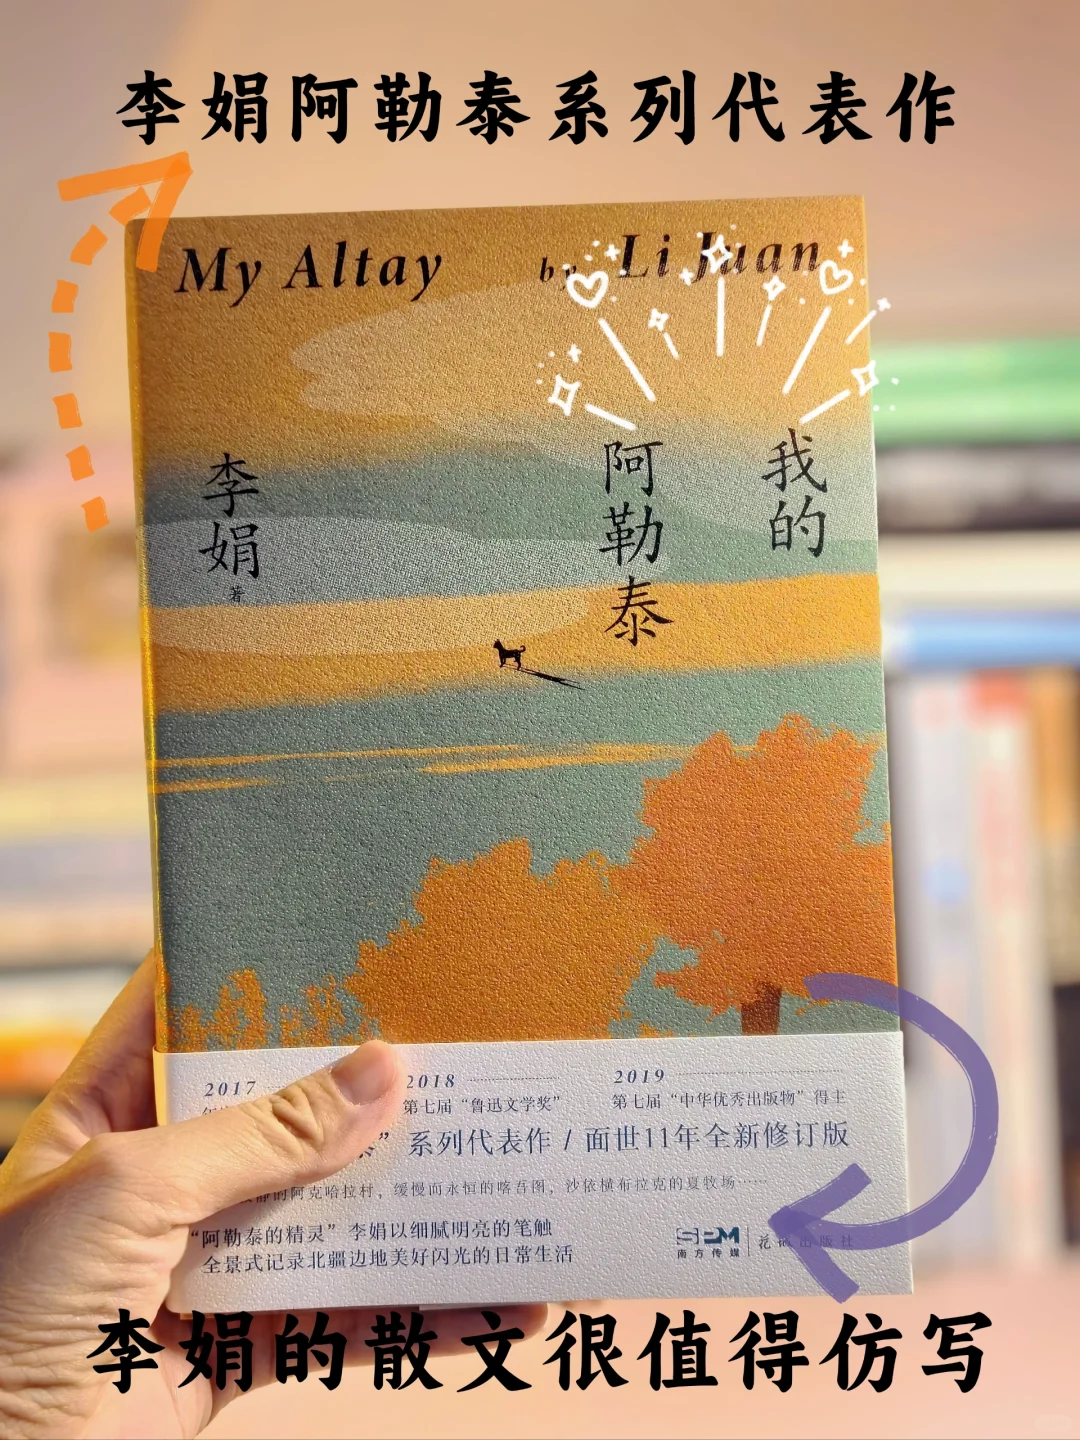 李娟阿勒泰系列代表作
My Altay by Li Juan
我的
阿勒泰
李娟
著
2017
2018
2019
第七届“鲁迅文学奖”
第七届“中华优秀出版物”得主
泰”系列代表作 / 面世11年全新修订版
静的阿克哈拉村，缓慢而永恒的喀吾图，沙依横布拉克的夏牧场……
“阿勒泰的精灵”李娟以细腻明亮的笔触
全景式记录北疆边地美好闪光的日常生活
SPM
南方传媒
花城出版社
李娟的散文很值得仿写